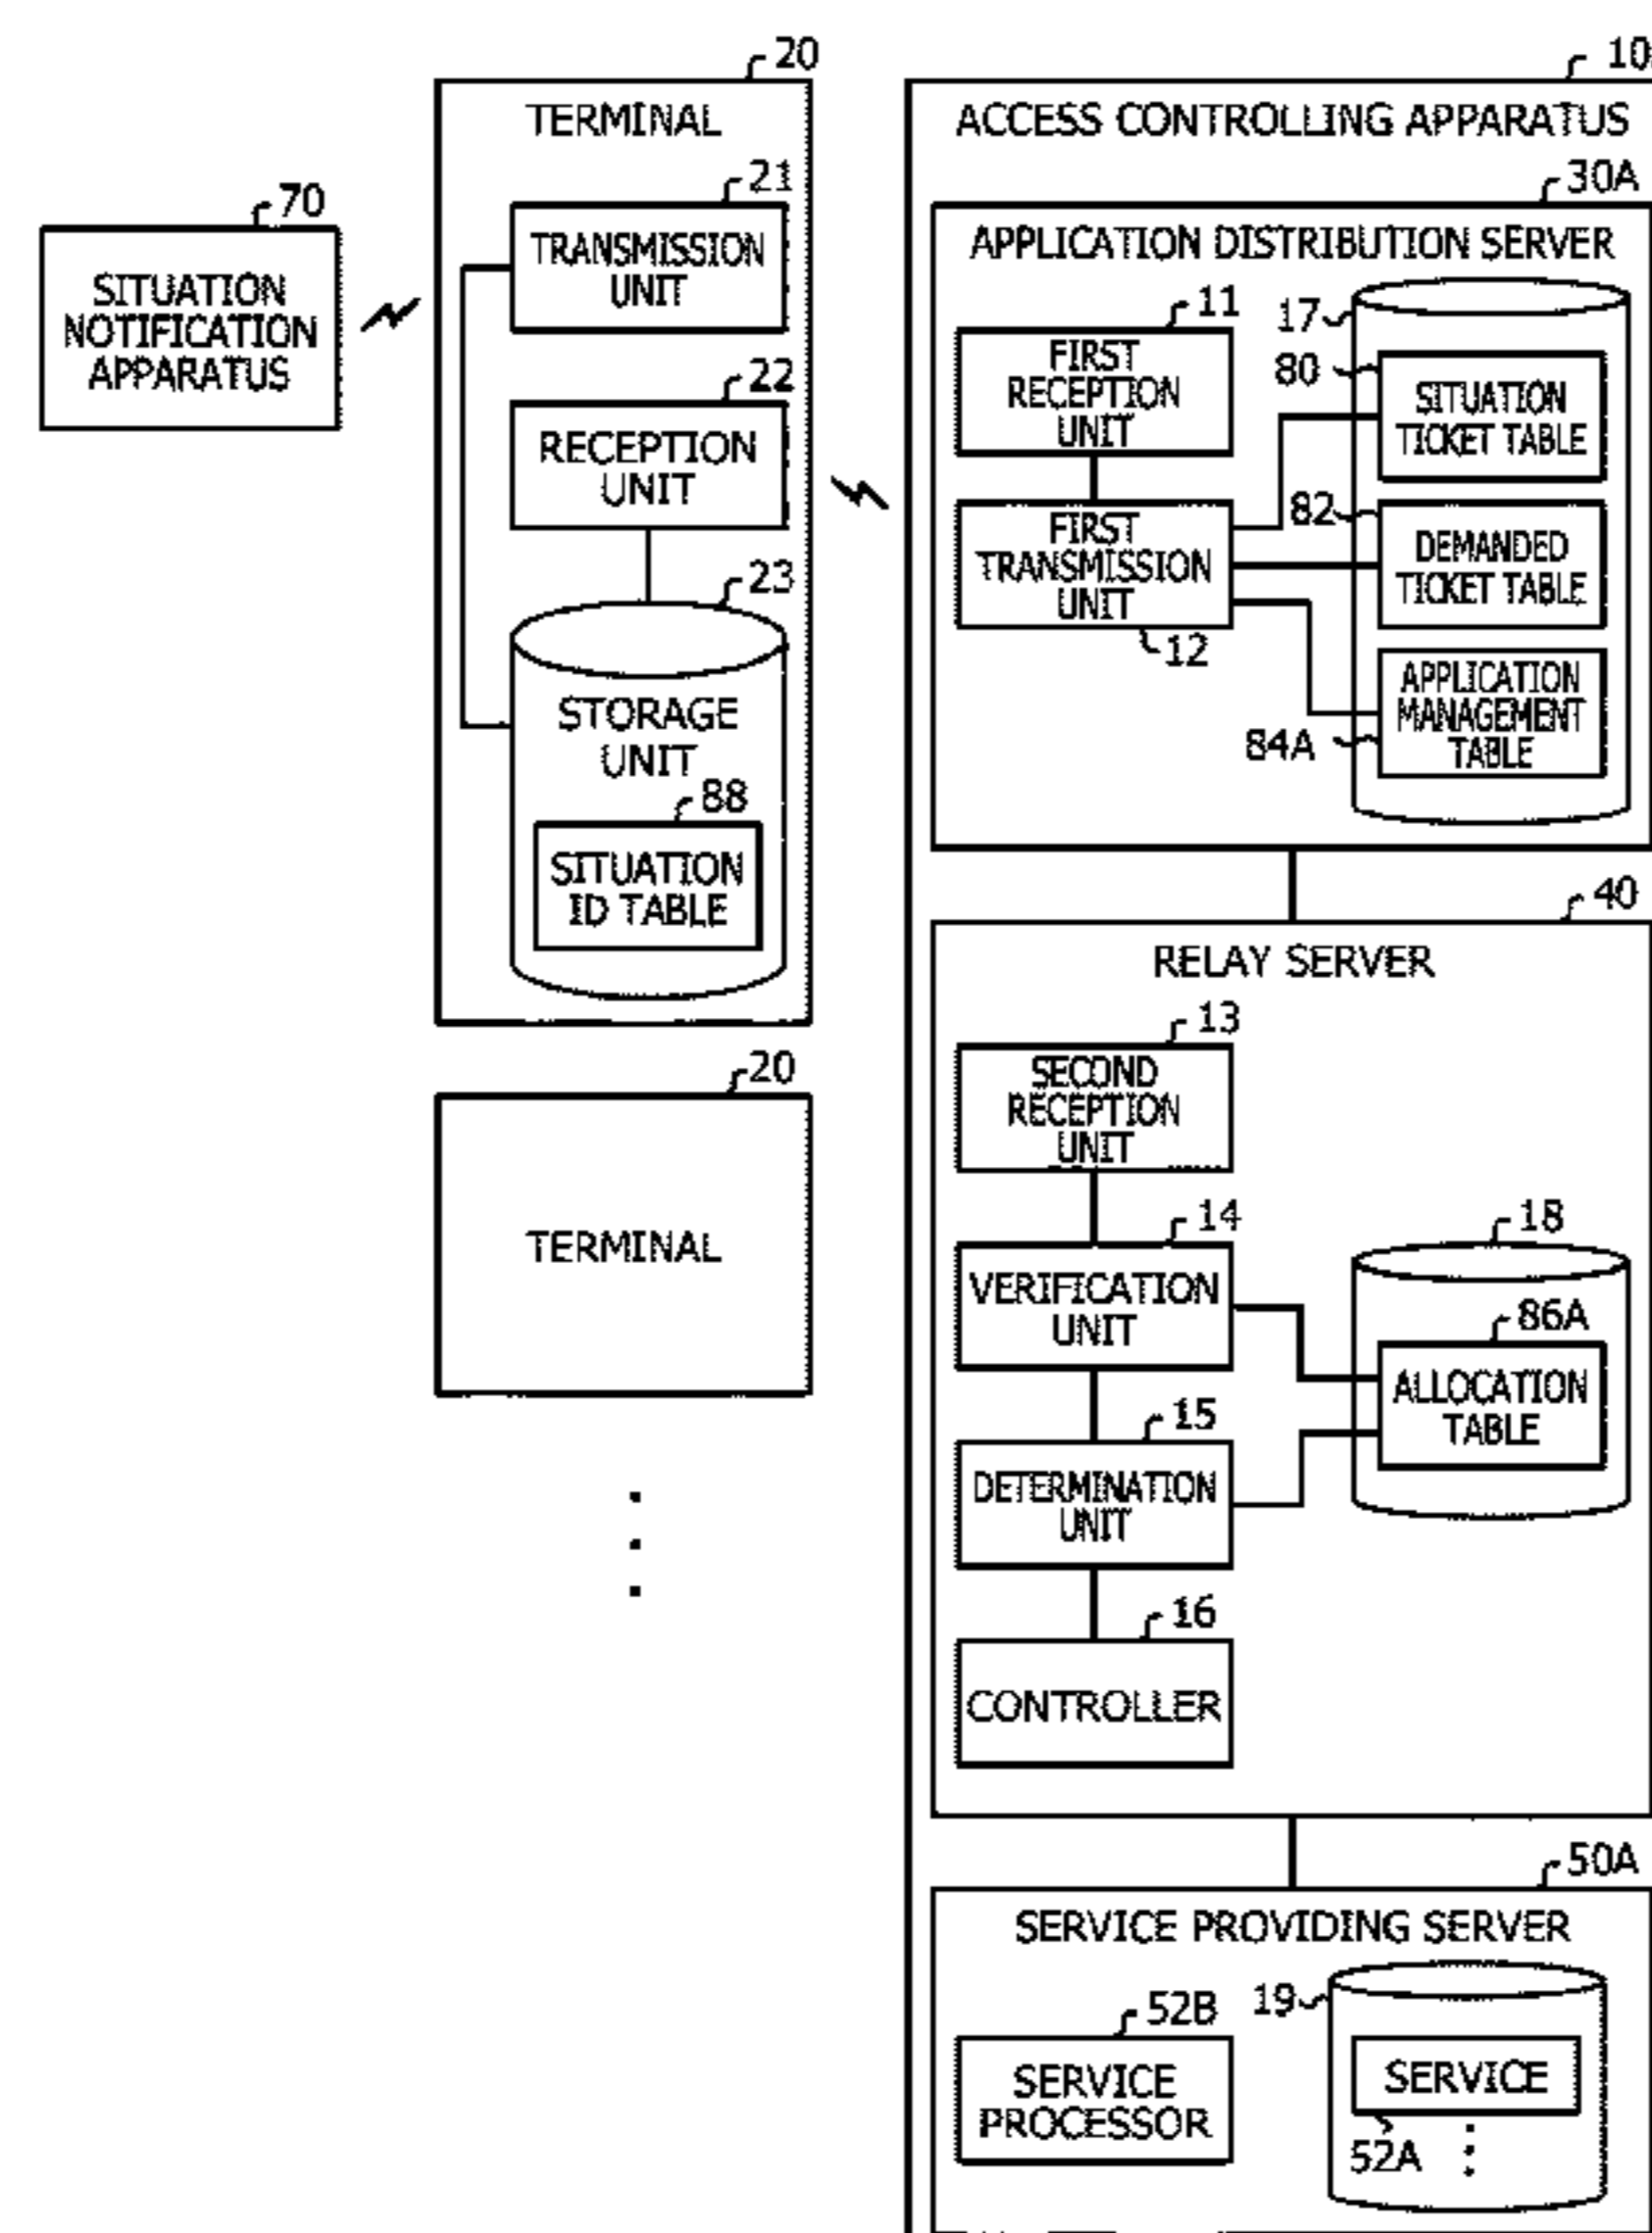 70
SITUATION
NOTIFICATION
APPARATUS
20
TERMINAL
21
TRANSMISSION
UNIT
22
RECEPTION
UNIT
23
STORAGE
UNIT
88
SITUATION
ID TABLE
20
TERMINAL
10
ACCESS CONTROLLING APPARATUS
30A
APPLICATION DISTRIBUTION SERVER
11
FIRST
RECEPTION
UNIT
FIRST
TRANSMISSION
UNIT
12
17
80
SITUATION
TICKET TABLE
82
DEMANDED
TICKET TABLE
APPLICATION
MANAGEMENT
TABLE
84A
40
RELAY SERVER
13
SECOND
RECEPTION
UNIT
14
VERIFICATION
UNIT
15
DETERMINATION
UNIT
16
CONTROLLER
18
86A
ALLOCATION
TABLE
50A
SERVICE PROVIDING SERVER
52B
SERVICE
PROCESSOR
19
SERVICE
52A